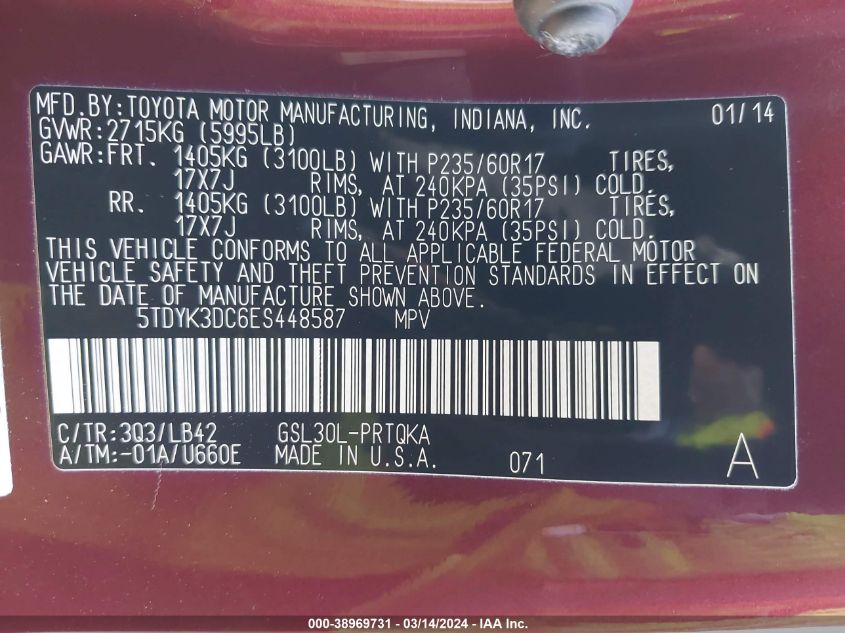 MFD.BY:TOYOTA MOTOR MANUFACTURING, INDIANA, INC. 01/14
GVWR:2715KG (5995LB)
GAWR:FRT. 1405KG (3100LB) WITH P235/60R17 TIRES,
17X7J RIMS, AT 240KPA (35PSI) COLD.
RR. 1405KG (3100LB) WITH P235/60R17 TIRES,
17X7J RIMS, AT 240KPA (35PSI) COLD.
THIS VEHICLE CONFORMS TO ALL APPLICABLE FEDERAL MOTOR
VEHICLE SAFETY AND THEFT PREVENTION STANDARDS IN EFFECT ON
THE DATE OF MANUFACTURE SHOWN ABOVE.
5TDYK3DC6ES448587 MPV
C/TR:3Q3/LB42 GSL30L-PRTQKA
A/TM:-01A/U660E MADE IN U.S.A. 071 A
000-38969731 - 03/14/2024 - IAA Inc.